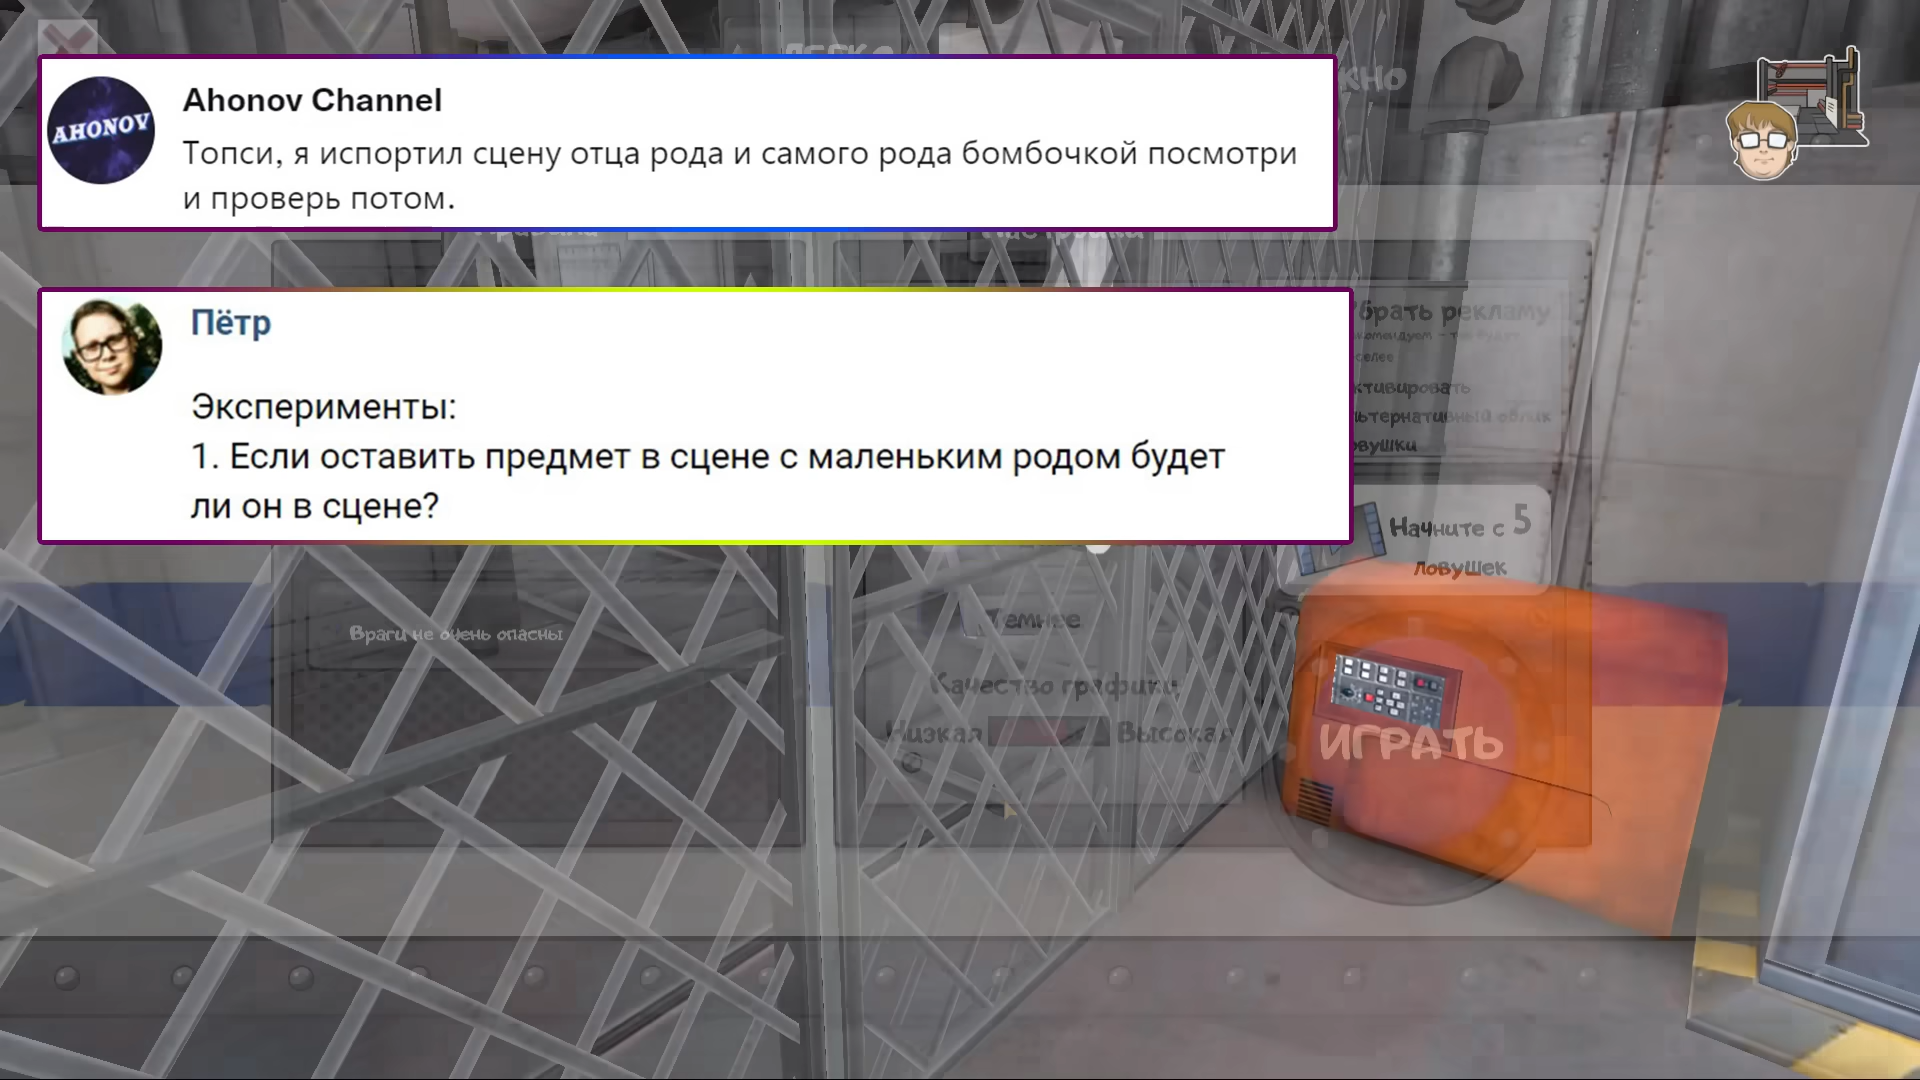 ЛЕГКО
AHONOV
Ahonov Channel
Топси, я испортил сцену отца рода и самого рода бомбочкой посмотри
и проверь потом.
Пётр
Эксперименты:
1. Если оставить предмет в сцене с маленьким родом будет
ли он в сцене?
брать рекламу
Начните с 5
ловушек
Враги не очень опасны
Темнее
Качество графики
Низкая
Высокая
ИГРАТЬ